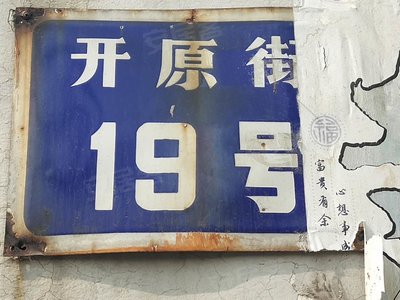 开原街
19号
富贵有余
心想事成